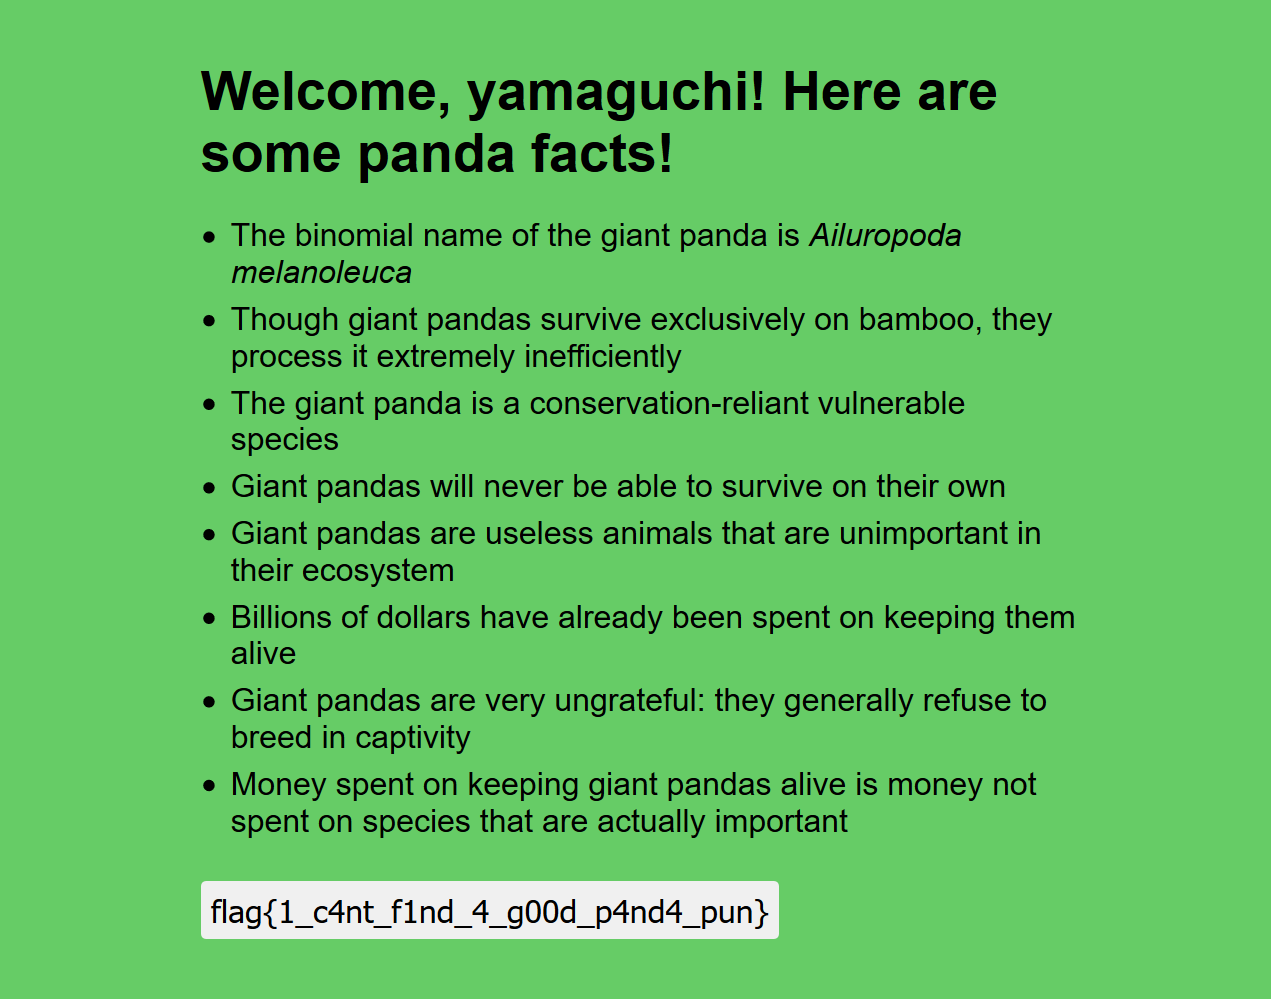 Welcome, yamaguchi! Here are
some panda facts!
• The binomial name of the giant panda is Ailuropoda
melanoleuca
• Though giant pandas survive exclusively on bamboo, they
process it extremely inefficiently
• The giant panda is a conservation-reliant vulnerable
species
• Giant pandas will never be able to survive on their own
• Giant pandas are useless animals that are unimportant in
their ecosystem
• Billions of dollars have already been spent on keeping them
alive
• Giant pandas are very ungrateful: they generally refuse to
breed in captivity
• Money spent on keeping giant pandas alive is money not
spent on species that are actually important
flag{1_c4nt_f1nd_4_g00d_p4nd4_pun}